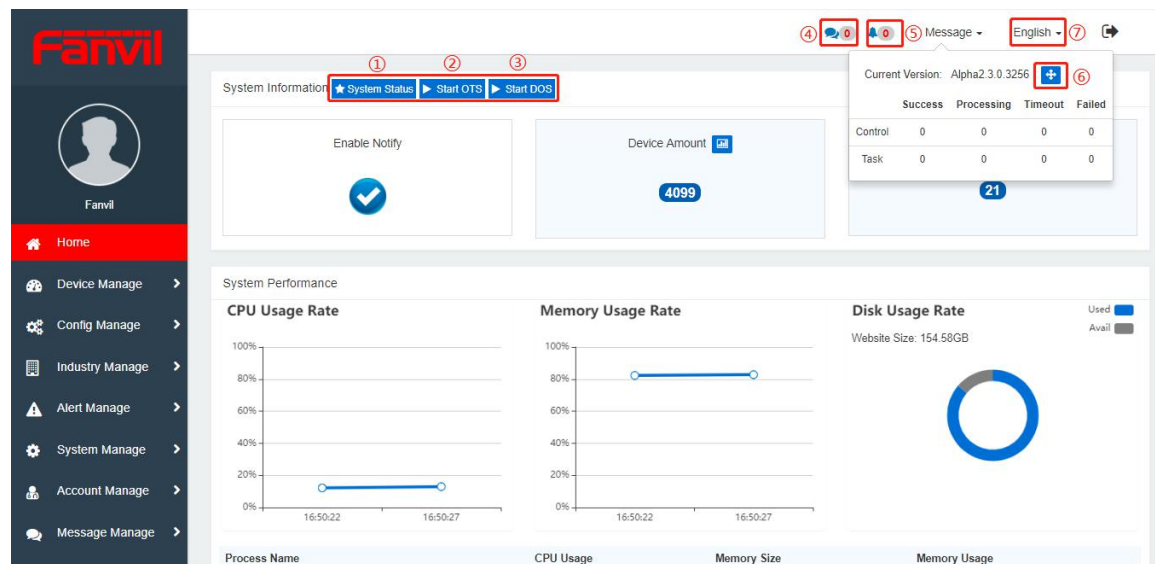 Fanvil
④ 0 0 ⑤ Message English ⑦
① ② ③
System Information System Status Start OTS Start DOS
Current Version: Alpha2.3.0.3256 ⑥
Success Processing Timeout Failed
Control 0 0 0 0
Task 0 0 0 0
Enable Notify
Device Amount
4099
21
Fanvil
Home
Device Manage
Config Manage
Industry Manage
Alert Manage
System Manage
Account Manage
Message Manage
System Performance
CPU Usage Rate
100%
80%
60%
40%
20%
0%
16:50:22 16:50:27
Memory Usage Rate
100%
80%
60%
40%
20%
0%
16:50:22 16:50:27
Disk Usage Rate
Used
Avail
Website Size: 154.58GB
Process Name CPU Usage Memory Size Memory Usage